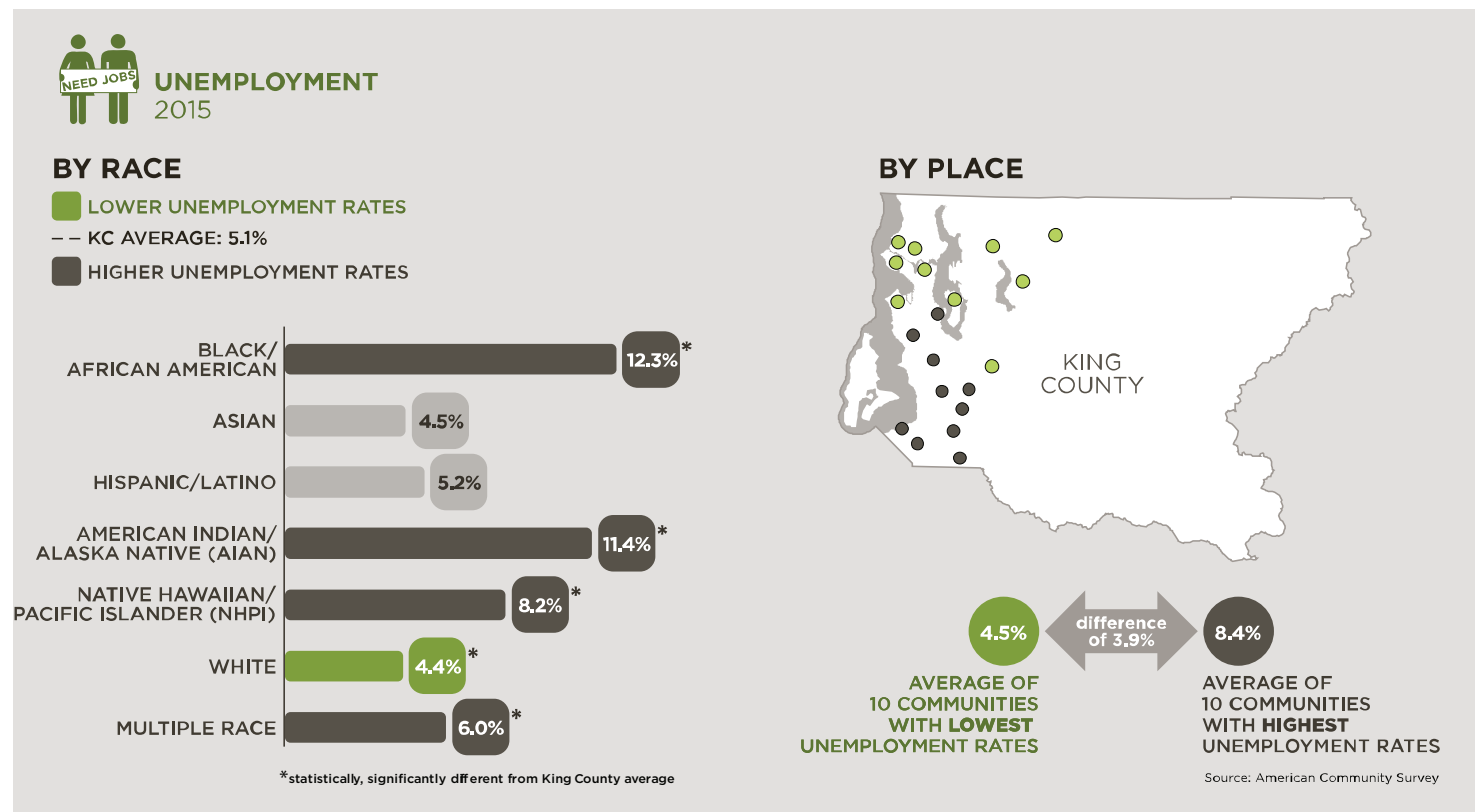 NEED JOBS
UNEMPLOYMENT
2015
BY RACE
LOWER UNEMPLOYMENT RATES
-- KC AVERAGE: 5.1%
HIGHER UNEMPLOYMENT RATES
BLACK/
AFRICAN AMERICAN
12.3%*
ASIAN
4.5%
HISPANIC/LATINO
5.2%
AMERICAN INDIAN/
ALASKA NATIVE (AIAN)
11.4%*
NATIVE HAWAIIAN/
PACIFIC ISLANDER (NHPI)
8.2%*
WHITE
4.4%*
MULTIPLE RACE
6.0%*
*statistically, significantly different from King County average
BY PLACE
KING
COUNTY
4.5%
difference
of 3.9%
8.4%
AVERAGE OF
10 COMMUNITIES
WITH LOWEST
UNEMPLOYMENT RATES
AVERAGE OF
10 COMMUNITIES
WITH HIGHEST
UNEMPLOYMENT RATES
Source: American Community Survey